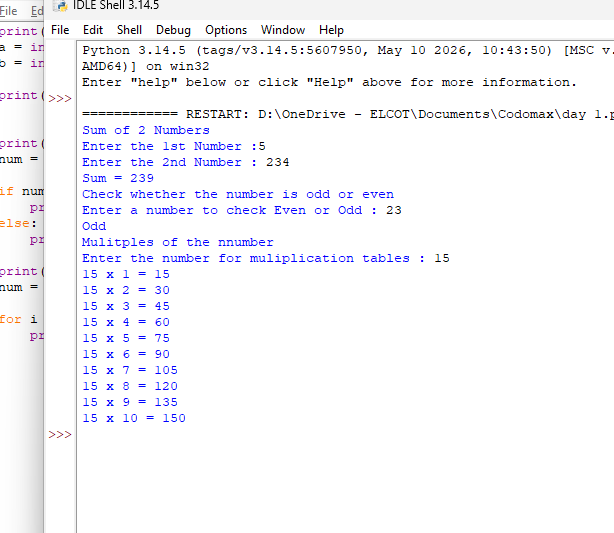 IDLE Shell 3.14.5
File Edit Shell Debug Options Window Help
Python 3.14.5 (tags/v3.14.5:5607950, May 10 2026, 10:43:50) [MSC v.
AMD64)] on win32
Enter "help" below or click "Help" above for more information.
>>>
============ RESTART: D:\OneDrive - ELCOT\Documents\Codomax\day 1.p
Sum of 2 Numbers
Enter the 1st Number :5
Enter the 2nd Number : 234
Sum = 239
Check whether the number is odd or even
Enter a number to check Even or Odd : 23
Odd
Mulitples of the nnumber
Enter the number for muliplication tables : 15
15 x 1 = 15
15 x 2 = 30
15 x 3 = 45
15 x 4 = 60
15 x 5 = 75
15 x 6 = 90
15 x 7 = 105
15 x 8 = 120
15 x 9 = 135
15 x 10 = 150
>>>
File Ed
print(
a = in
b = in
print(
print(
num =
if num
pr
else:
pr
print(
num =
for i
pr